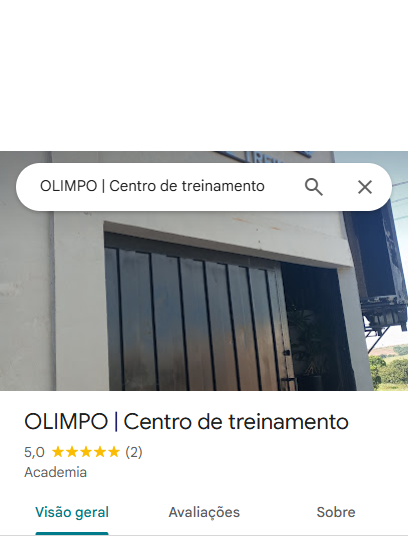 OLIMPO | Centro de treinamento
OLIMPO | Centro de treinamento
5,0 ★★★★★ (2)
Academia
Visão geral Avaliações Sobre